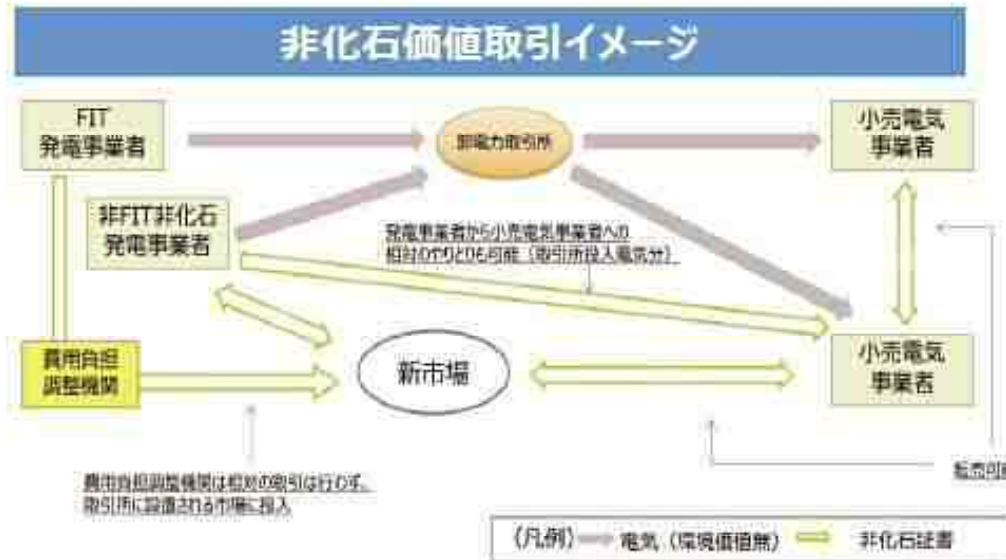 非化石価値取引イメージ
FIT
発電事業者
卸電力取引所
小売電気
事業者
非FIT非化石
発電事業者
発電事業者から小売電気事業者への
相対のやりとりも可能（取引所投入電気分）
費用負担
調整機関
新市場
小売電気
事業者
費用負担調整機関は相対の取引は行わず、
取引所に設置される市場に投入
転売可能
（凡例） 電気（環境価値無） 非化石証書